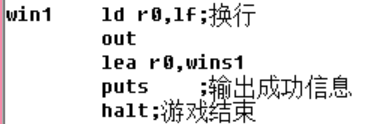 win1 ld r0,lf;换行
out
lea r0,wins1
puts ;输出成功信息
halt;游戏结束